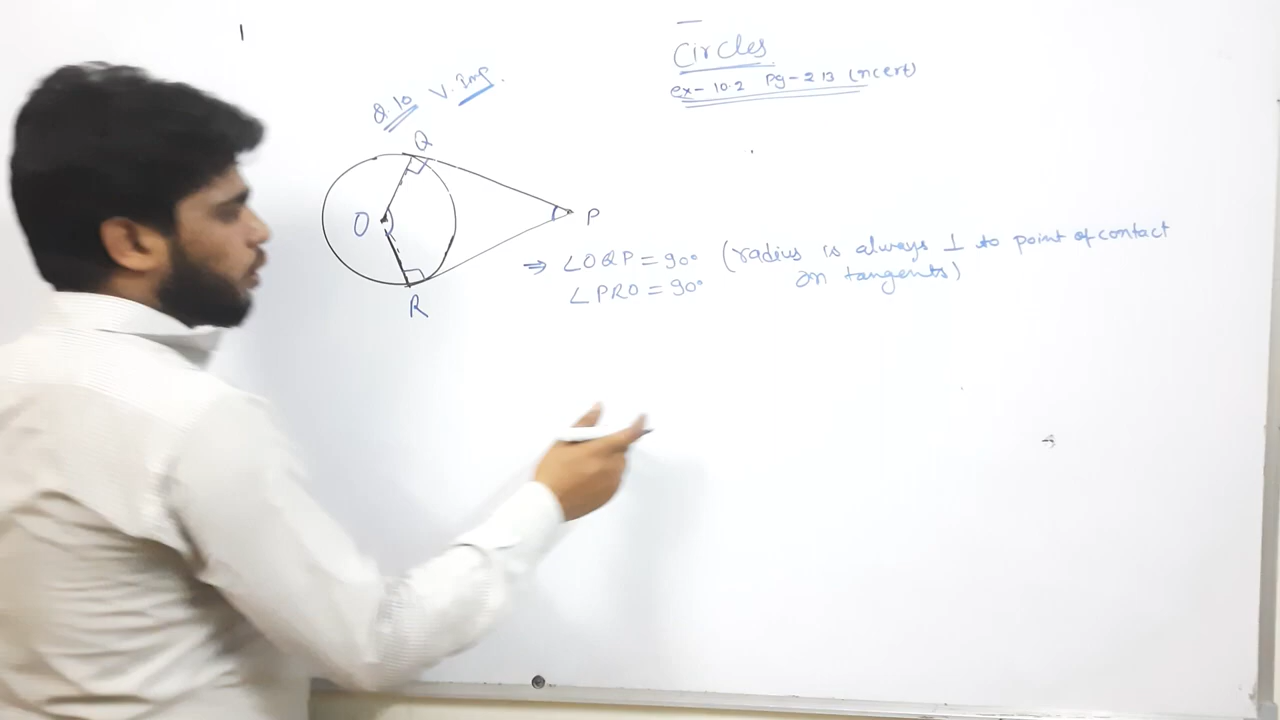 Circles
ex- 10.2 Pg-213 (ncert)
Q.10 V. Imp.
Q
O
P
R
⇒ ∠OQP = 90° (radius is always ⊥ to point of contact
on tangents)
∠PRO = 90°